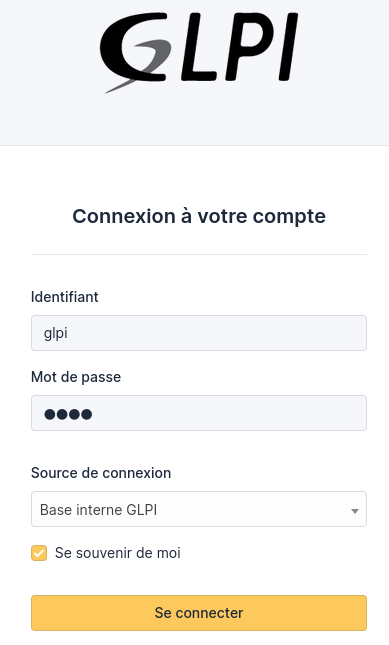 GLPI
Connexion à votre compte
Identifiant
glpi
Mot de passe
●●●●
Source de connexion
Base interne GLPI
Se souvenir de moi
Se connecter